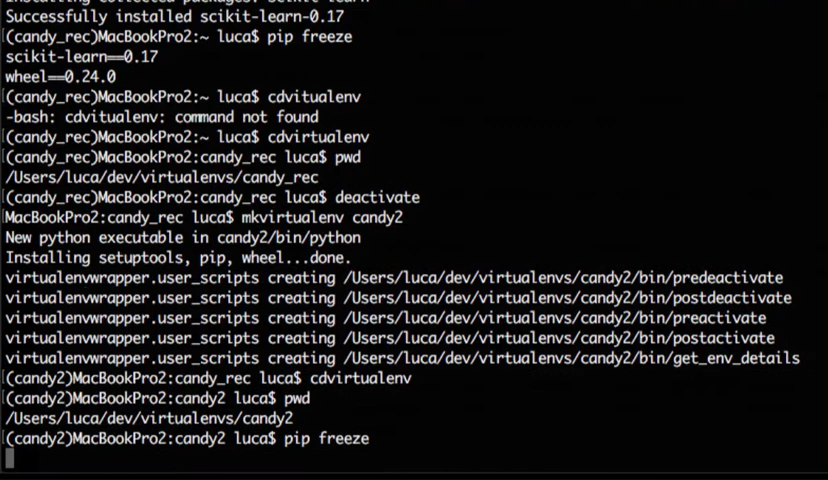 Successfully installed scikit-learn-0.17
(candy_rec)MacBookPro2:~ luca$ pip freeze
scikit-learn==0.17
wheel==0.24.0
(candy_rec)MacBookPro2:~ luca$ cdvitualenv
-bash: cdvitualenv: command not found
(candy_rec)MacBookPro2:~ luca$ cdvirtualenv
(candy_rec)MacBookPro2:candy_rec luca$ pwd
/Users/luca/dev/virtualenvs/candy_rec
(candy_rec)MacBookPro2:candy_rec luca$ deactivate
MacBookPro2:candy_rec luca$ mkvirtualenv candy2
New python executable in candy2/bin/python
Installing setuptools, pip, wheel...done.
virtualenvwrapper.user_scripts creating /Users/luca/dev/virtualenvs/candy2/bin/predeactivate
virtualenvwrapper.user_scripts creating /Users/luca/dev/virtualenvs/candy2/bin/postdeactivate
virtualenvwrapper.user_scripts creating /Users/luca/dev/virtualenvs/candy2/bin/preactivate
virtualenvwrapper.user_scripts creating /Users/luca/dev/virtualenvs/candy2/bin/postactivate
virtualenvwrapper.user_scripts creating /Users/luca/dev/virtualenvs/candy2/bin/get_env_details
(candy2)MacBookPro2:candy_rec luca$ cdvirtualenv
(candy2)MacBookPro2:candy2 luca$ pwd
/Users/luca/dev/virtualenvs/candy2
(candy2)MacBookPro2:candy2 luca$ pip freeze